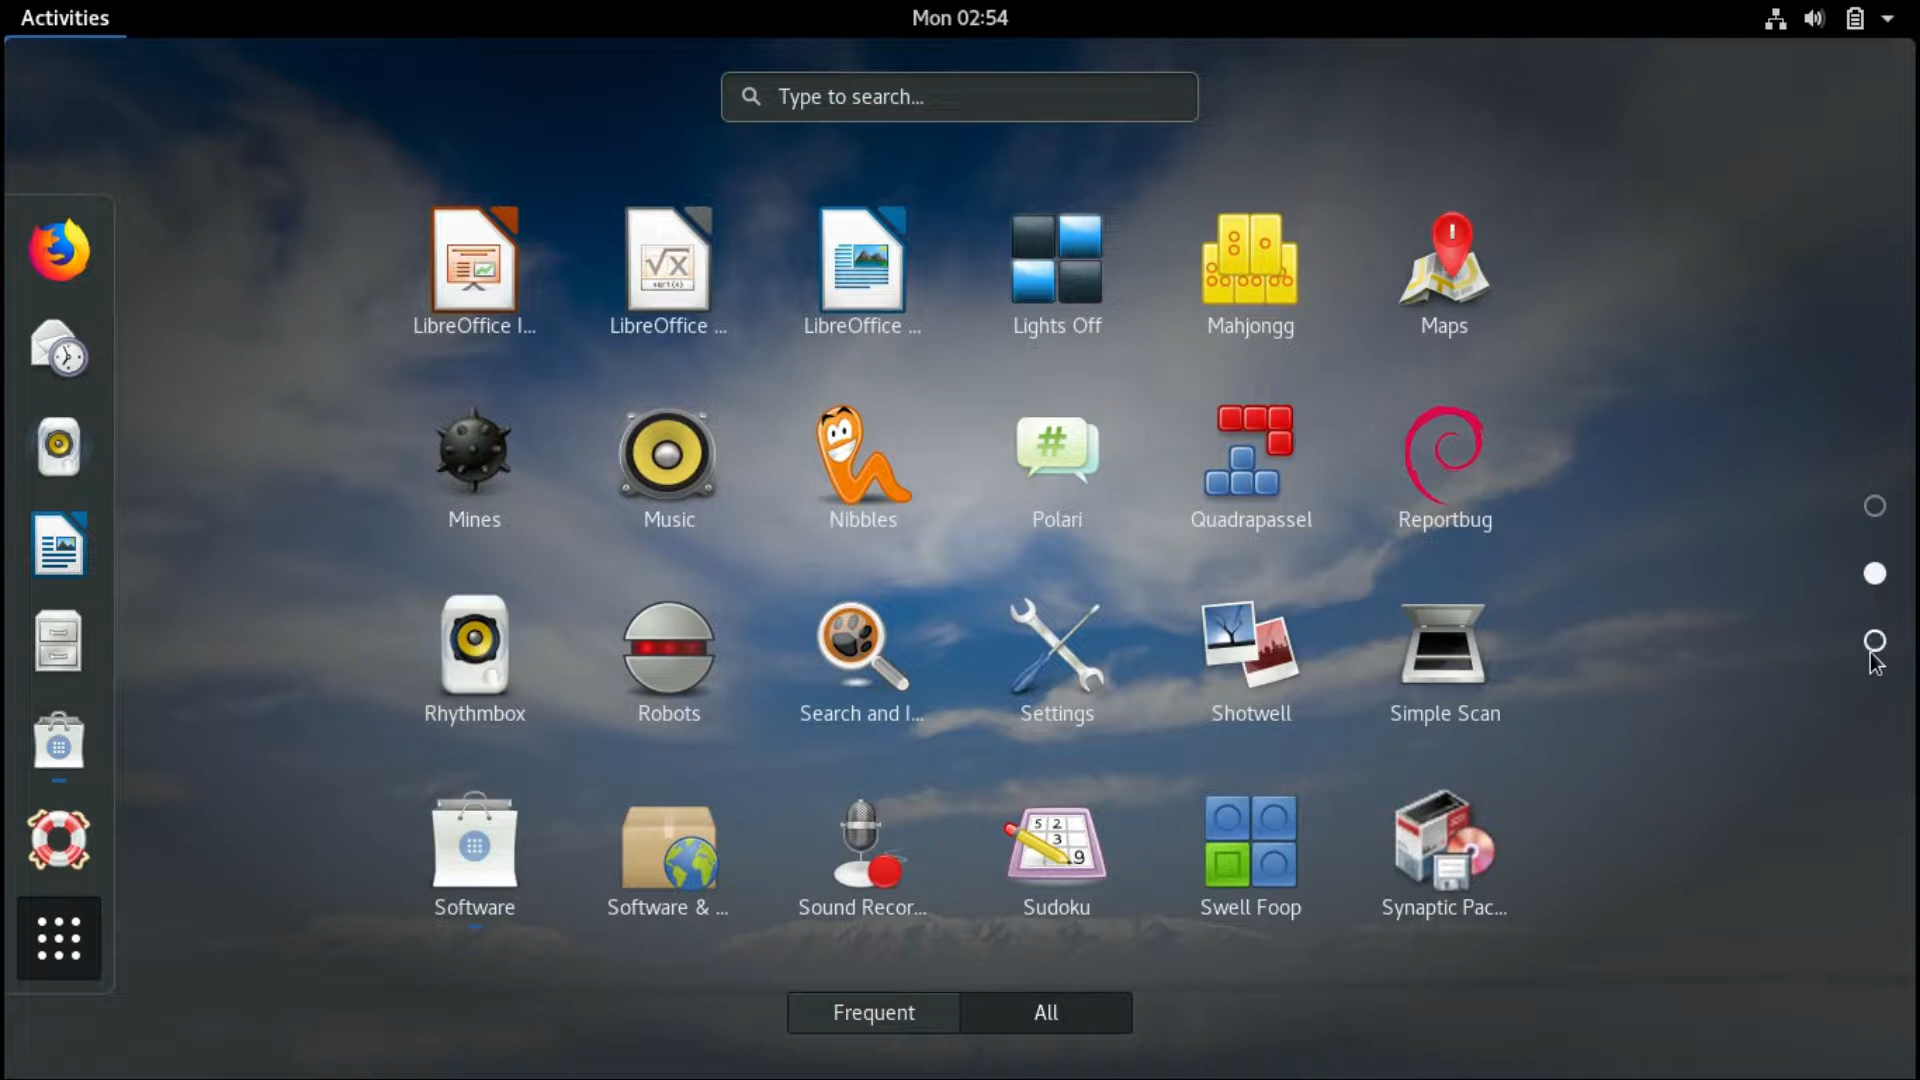 Activities
Mon 02:54
Type to search...
LibreOffice I...
LibreOffice ...
LibreOffice ...
Lights Off
Mahjongg
Maps
Mines
Music
Nibbles
Polari
Quadrapassel
Reportbug
Rhythmbox
Robots
Search and I...
Settings
Shotwell
Simple Scan
Software
Software & ...
Sound Recor...
Sudoku
Swell Foop
Synaptic Pac...
Frequent
All